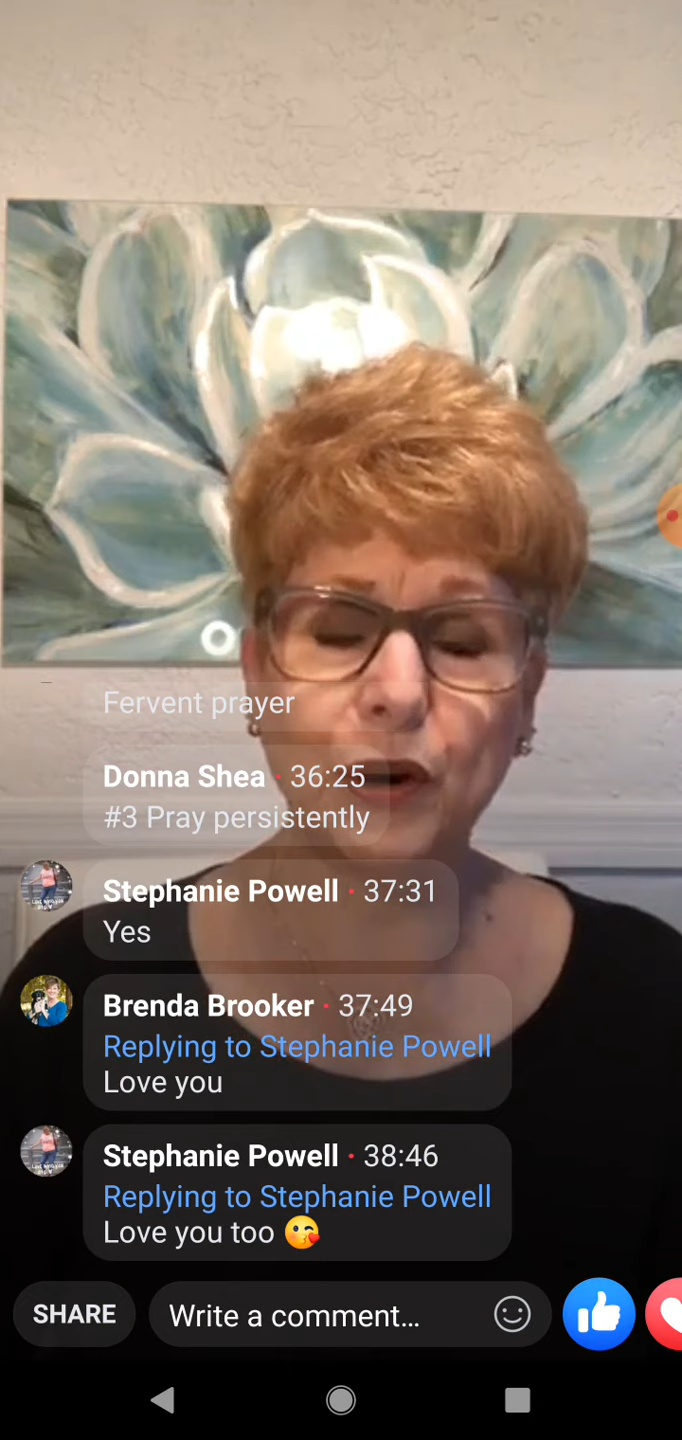 Fervent prayer
Donna Shea · 36:25
#3 Pray persistently
Stephanie Powell · 37:31
Yes
Brenda Brooker · 37:49
Replying to Stephanie Powell
Love you
Stephanie Powell · 38:46
Replying to Stephanie Powell
Love you too 😘
SHARE
Write a comment...